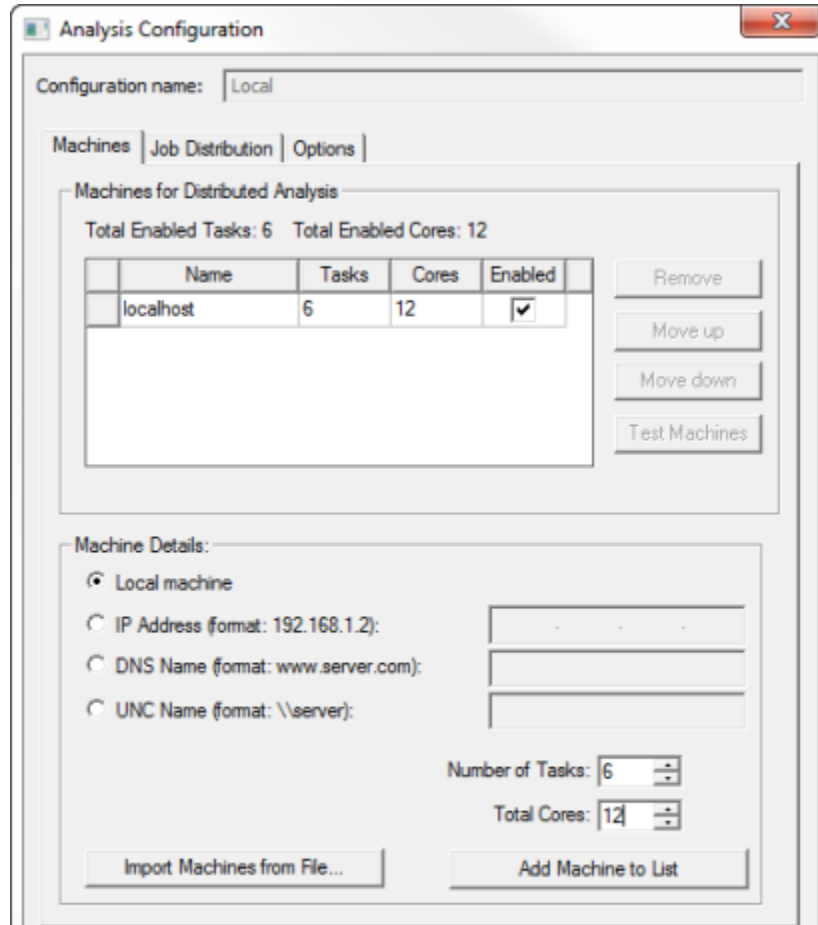 Analysis Configuration
Configuration name: Local
Machines Job Distribution Options
Machines for Distributed Analysis
Total Enabled Tasks: 6 Total Enabled Cores: 12
Name Tasks Cores Enabled
localhost 6 12
Remove
Move up
Move down
Test Machines
Machine Details:
Local machine
IP Address (format: 192.168.1.2):
DNS Name (format: www.server.com):
UNC Name (format: \\server):
Number of Tasks: 6
Total Cores: 12
Import Machines from File... Add Machine to List